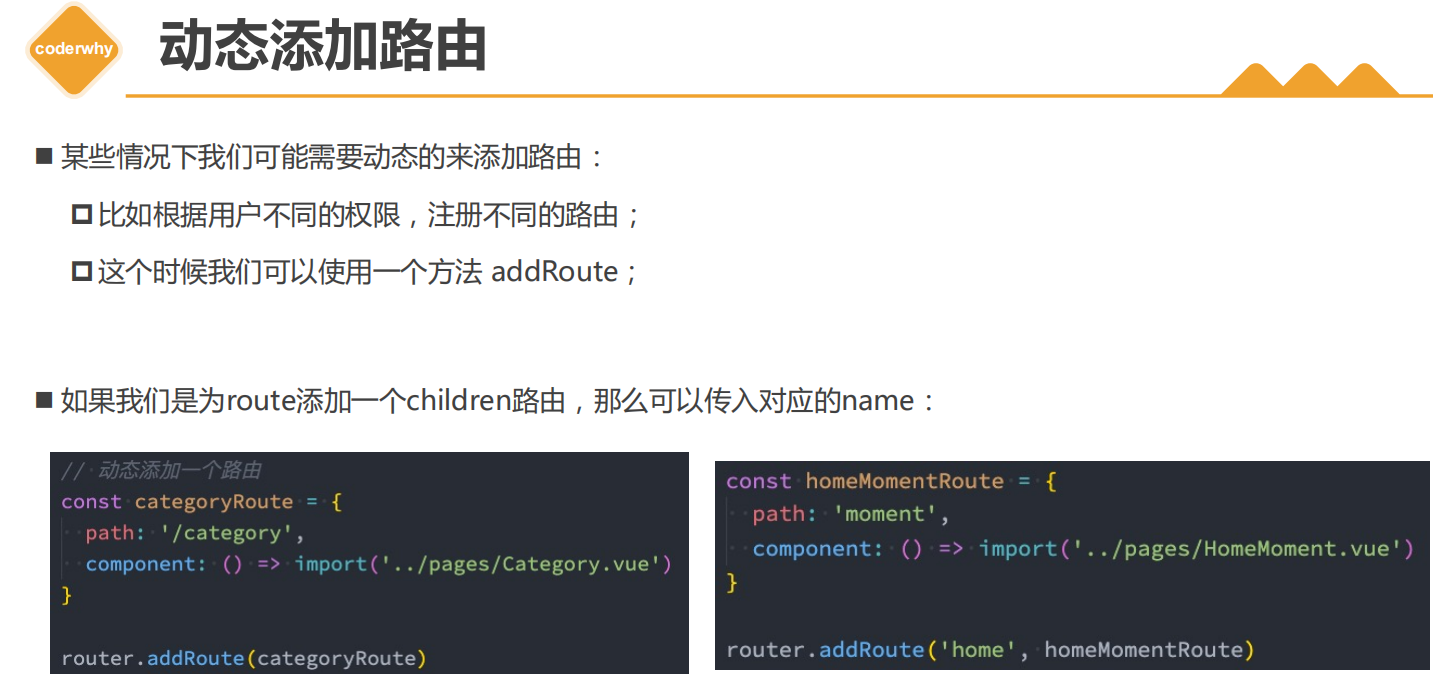 coderwhy
动态添加路由
某些情况下我们可能需要动态的来添加路由：
比如根据用户不同的权限，注册不同的路由；
这个时候我们可以使用一个方法 addRoute；
如果我们是为route添加一个children路由，那么可以传入对应的name：
// 动态添加一个路由
const categoryRoute = {
path: '/category',
component: () => import('../pages/Category.vue')
}
router.addRoute(categoryRoute)
const homeMomentRoute = {
path: 'moment',
component: () => import('../pages/HomeMoment.vue')
}
router.addRoute('home', homeMomentRoute)